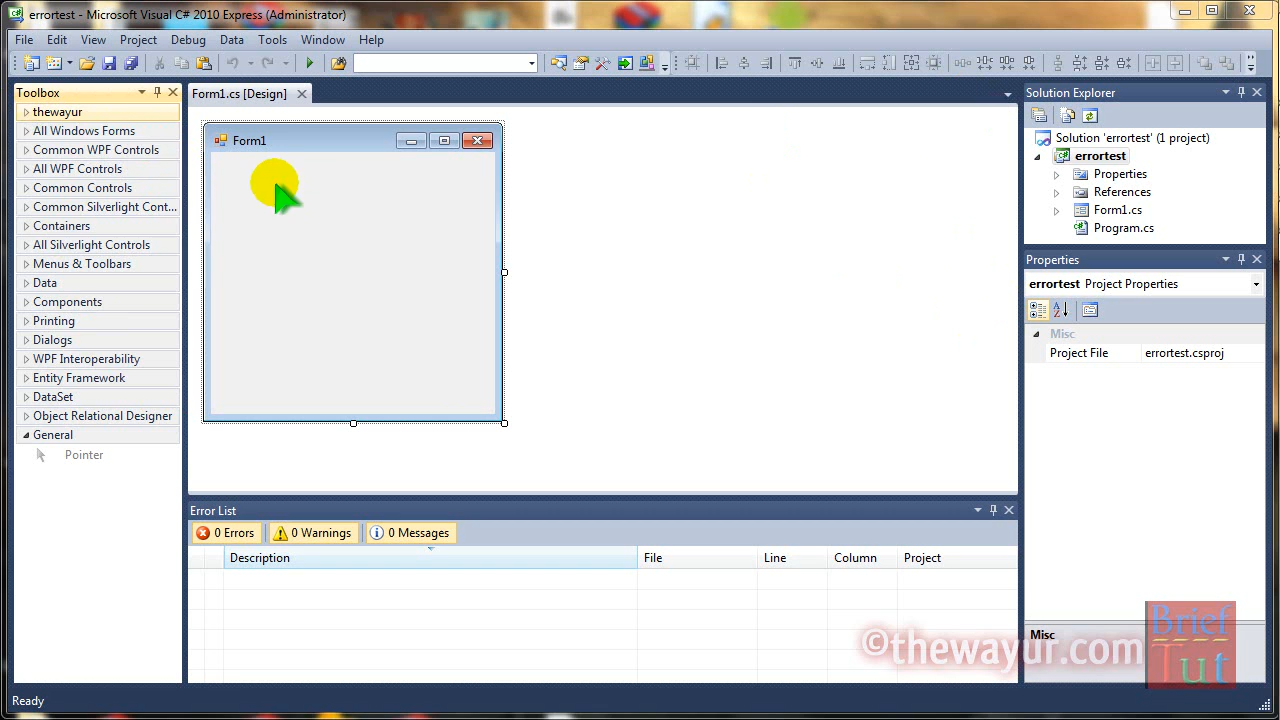 errortest - Microsoft Visual C# 2010 Express (Administrator)
File Edit View Project Debug Data Tools Window Help
Toolbox
thewayur
All Windows Forms
Common WPF Controls
All WPF Controls
Common Controls
Common Silverlight Cont...
Containers
All Silverlight Controls
Menus & Toolbars
Data
Components
Printing
Dialogs
WPF Interoperability
Entity Framework
DataSet
Object Relational Designer
General
Pointer
Form1.cs [Design]
Form1
Error List
0 Errors 0 Warnings 0 Messages
Description File Line Column Project
Solution Explorer
Solution 'errortest' (1 project)
errortest
Properties
References
Form1.cs
Program.cs
Properties
errortest Project Properties
Misc
Project File errortest.csproj
Misc
©thewayur.com
Brief
Tut
Ready